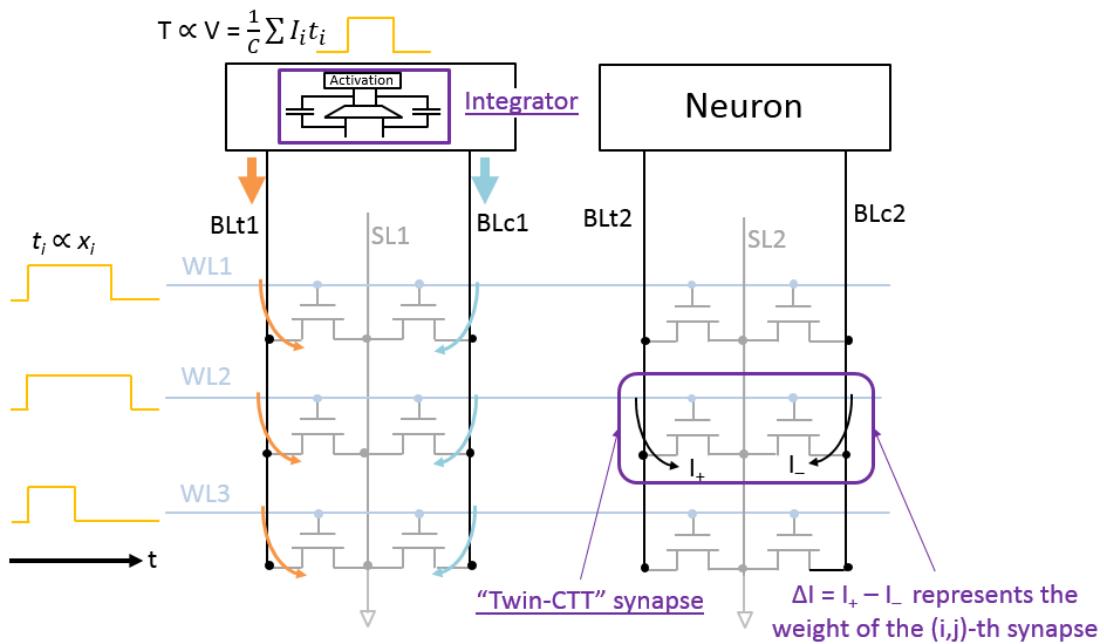 T ∝ V = 1/C ∑ I_i t_i
Activation
Integrator
Neuron
BLt1
BLc1
BLt2
BLc2
SL1
SL2
t_i ∝ x_i
WL1
WL2
I_+
I_–
WL3
t
"Twin-CTT" synapse
ΔI = I_+ – I_– represents the
weight of the (i,j)-th synapse